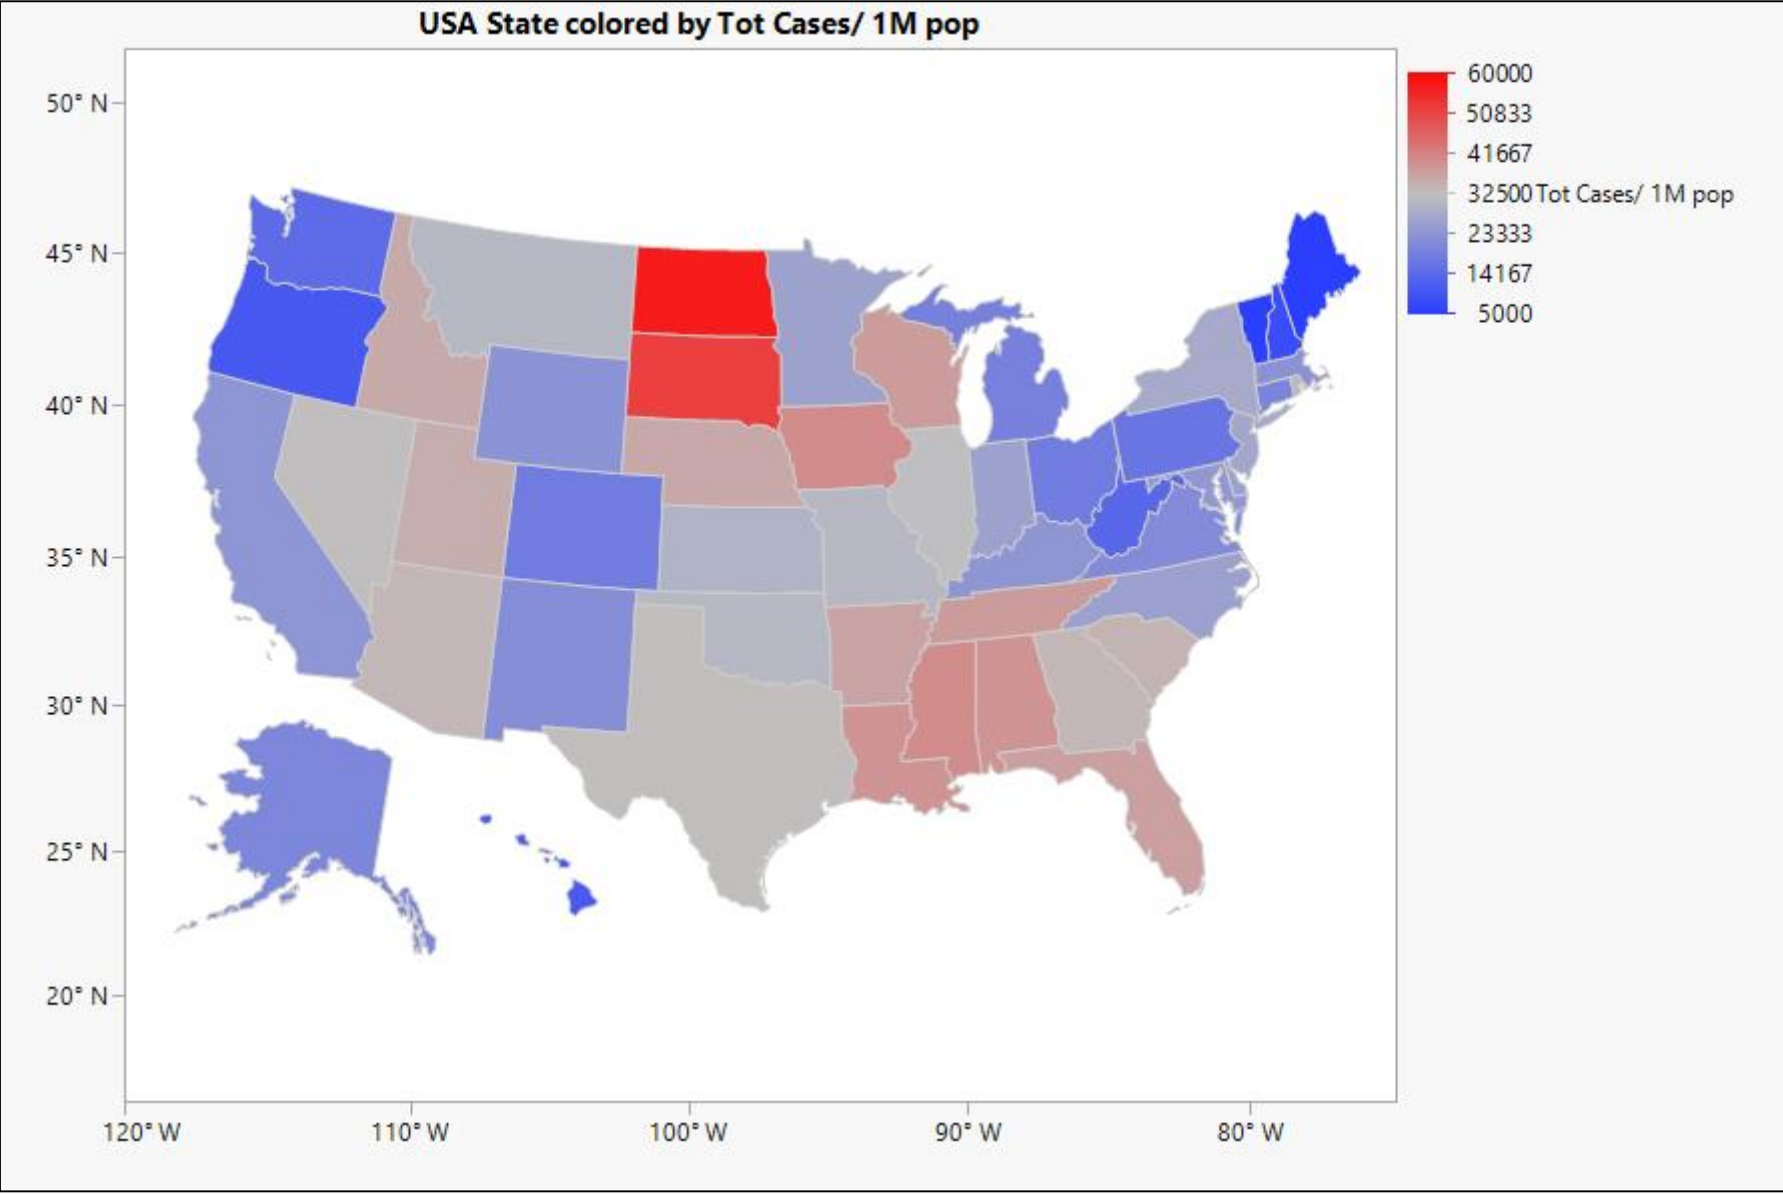 USA State colored by Tot Cases/ 1M pop
50° N
45° N
40° N
35° N
30° N
25° N
20° N
120° W
110° W
100° W
90° W
80° W
60000
50833
41667
32500 Tot Cases/ 1M pop
23333
14167
5000